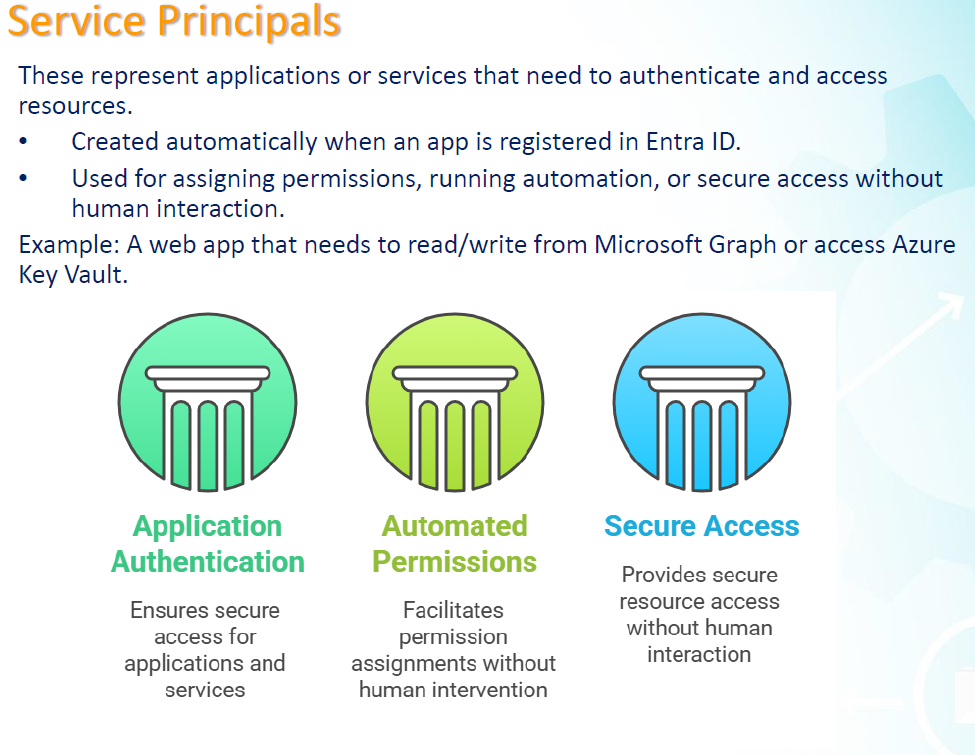 Service Principals
These represent applications or services that need to authenticate and access
resources.
• Created automatically when an app is registered in Entra ID.
• Used for assigning permissions, running automation, or secure access without
human interaction.
Example: A web app that needs to read/write from Microsoft Graph or access Azure
Key Vault.
Application
Authentication
Ensures secure
access for
applications and
services
Automated
Permissions
Facilitates
permission
assignments without
human intervention
Secure Access
Provides secure
resource access
without human
interaction